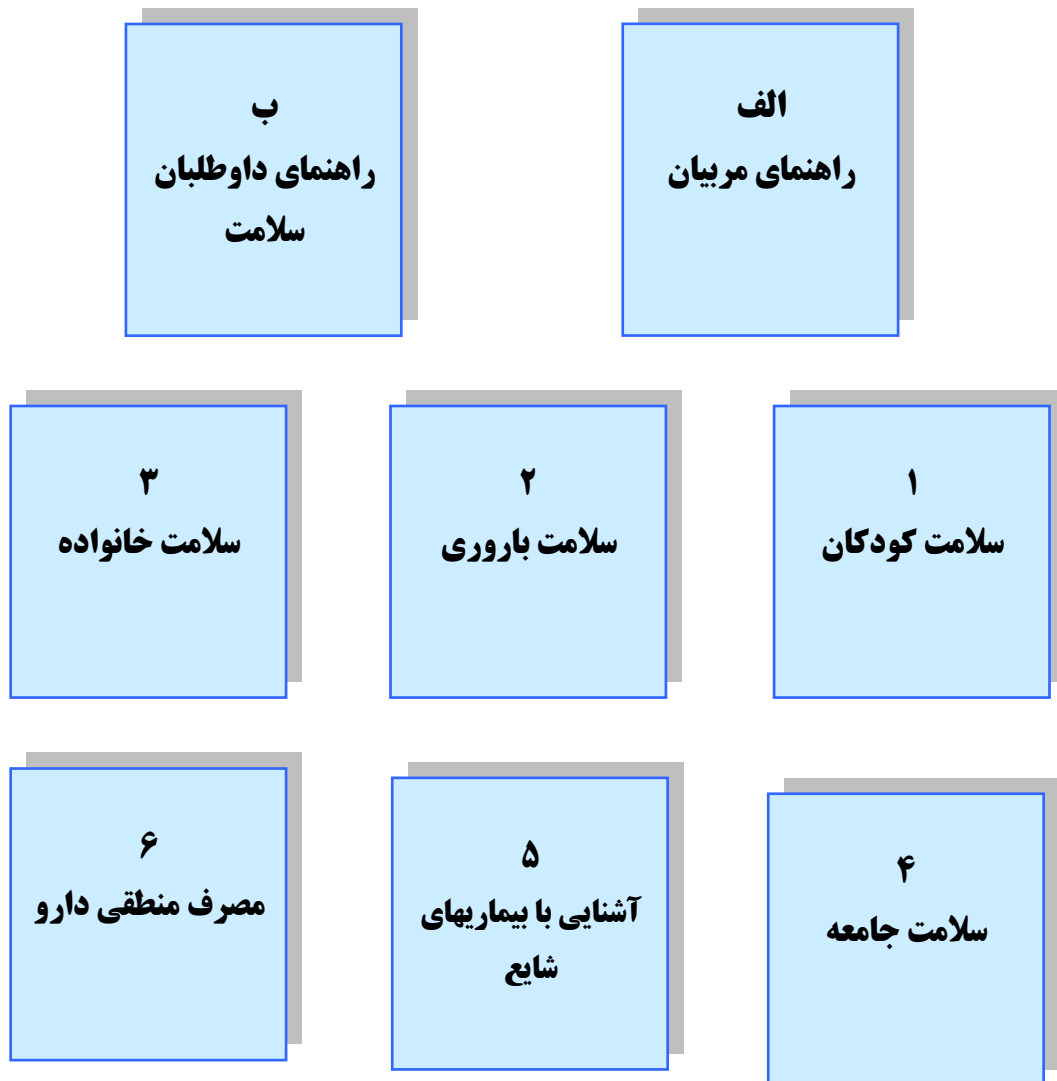 الف
راهنمای مربیان
ب
راهنمای داوطلبان
سلامت
۱
سلامت کودکان
۲
سلامت باروری
۳
سلامت خانواده
۴
سلامت جامعه
۵
آشنایی با بیماریهای
شایع
۶
مصرف منطقی دارو